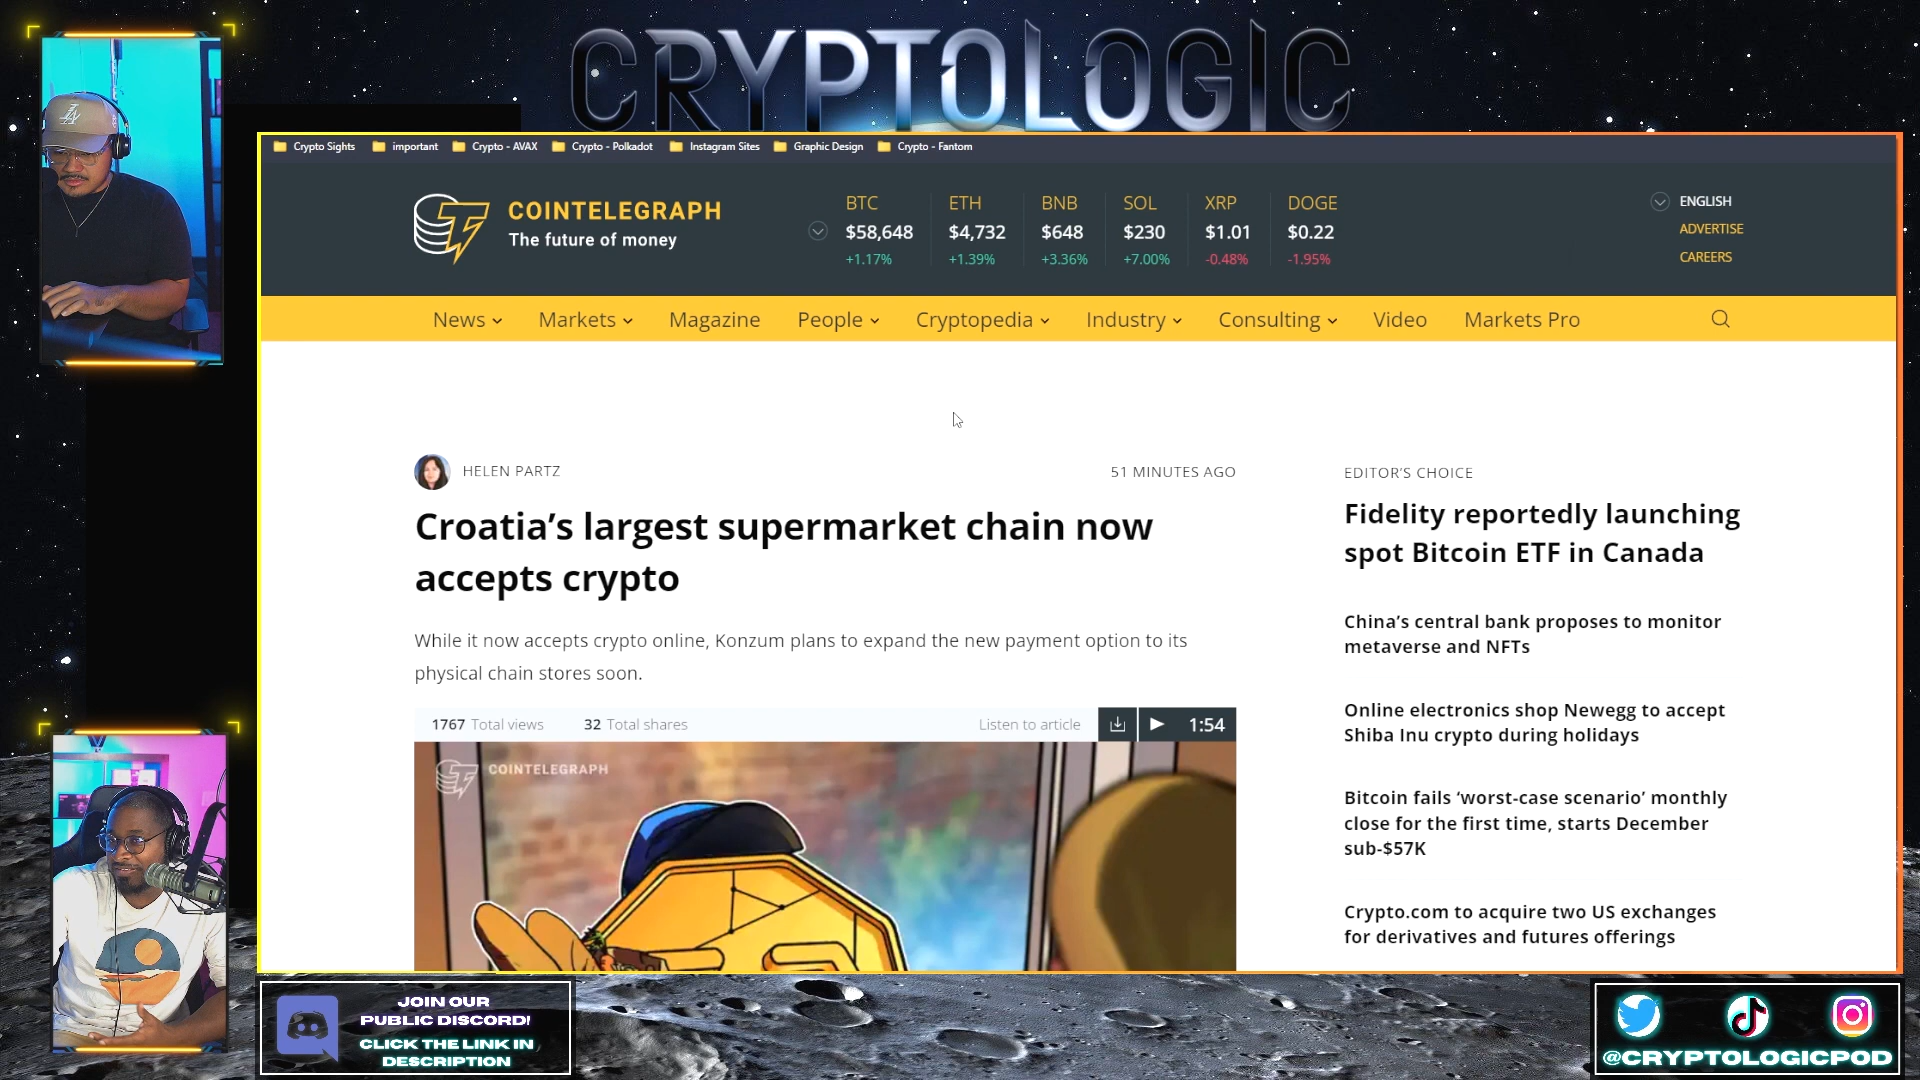 CRYPTOLOGIC
Crypto Sights
important
Crypto - AVAX
Crypto - Polkadot
Instagram Sites
Graphic Design
Crypto - Fantom
COINTELEGRAPH
The future of money
BTC
$58,648
+1.17%
ETH
$4,732
+1.39%
BNB
$648
+3.36%
SOL
$230
+7.00%
XRP
$1.01
-0.48%
DOGE
$0.22
-1.95%
ENGLISH
ADVERTISE
CAREERS
News
Markets
Magazine
People
Cryptopedia
Industry
Consulting
Video
Markets Pro
HELEN PARTZ
51 MINUTES AGO
Croatia’s largest supermarket chain now
accepts crypto
While it now accepts crypto online, Konzum plans to expand the new payment option to its
physical chain stores soon.
1767 Total views
32 Total shares
Listen to article
1:54
COINTELEGRAPH
EDITOR’S CHOICE
Fidelity reportedly launching
spot Bitcoin ETF in Canada
China’s central bank proposes to monitor
metaverse and NFTs
Online electronics shop Newegg to accept
Shiba Inu crypto during holidays
Bitcoin fails ‘worst-case scenario’ monthly
close for the first time, starts December
sub-$57K
Crypto.com to acquire two US exchanges
for derivatives and futures offerings
JOIN OUR
PUBLIC DISCORD!
CLICK THE LINK IN
DESCRIPTION
@CRYPTOLOGICPOD